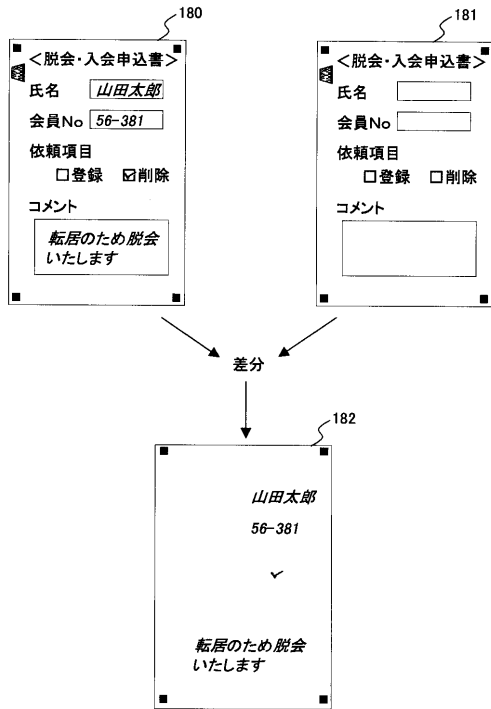 180
<脱会・入会申込書>
氏名 山田太郎
会員No 56-381
依頼項目
□登録 ☑削除
コメント
転居のため脱会
いたします
181
<脱会・入会申込書>
氏名
会員No
依頼項目
□登録 □削除
コメント
差分
182
山田太郎
56-381
✓
転居のため脱会
いたします